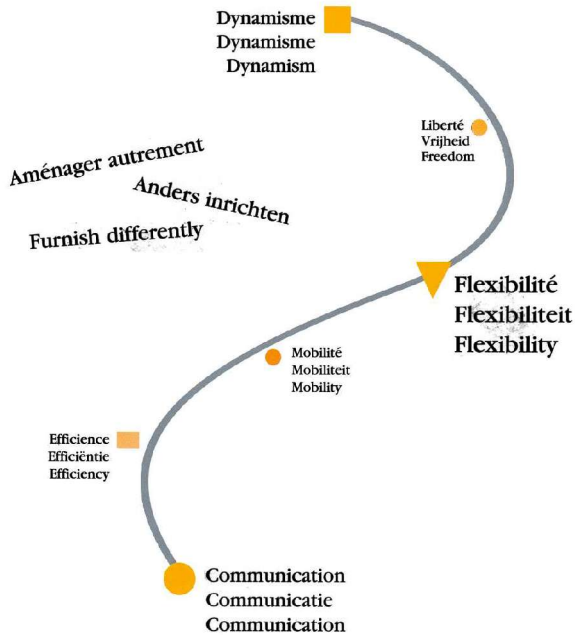 Dynamisme
Dynamisme
Dynamism
Liberté
Vrijheid
Freedom
Aménager autrement
Anders inrichten
Furnish differently
Flexibilité
Flexibiliteit
Flexibility
Mobilité
Mobiliteit
Mobility
Efficience
Efficiëntie
Efficiency
Communication
Communicatie
Communication